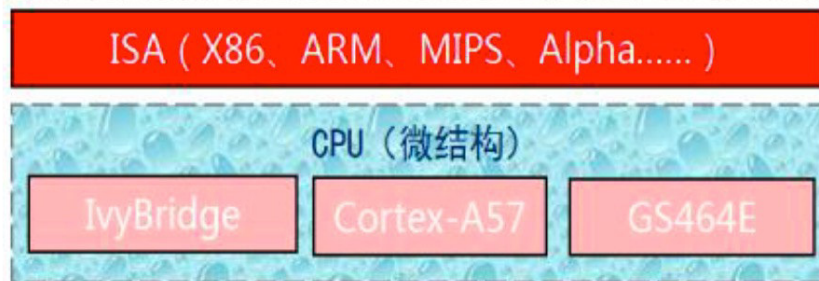 ISA（X86、ARM、MIPS、Alpha......）
CPU（微结构）
IvyBridge Cortex-A57 GS464E